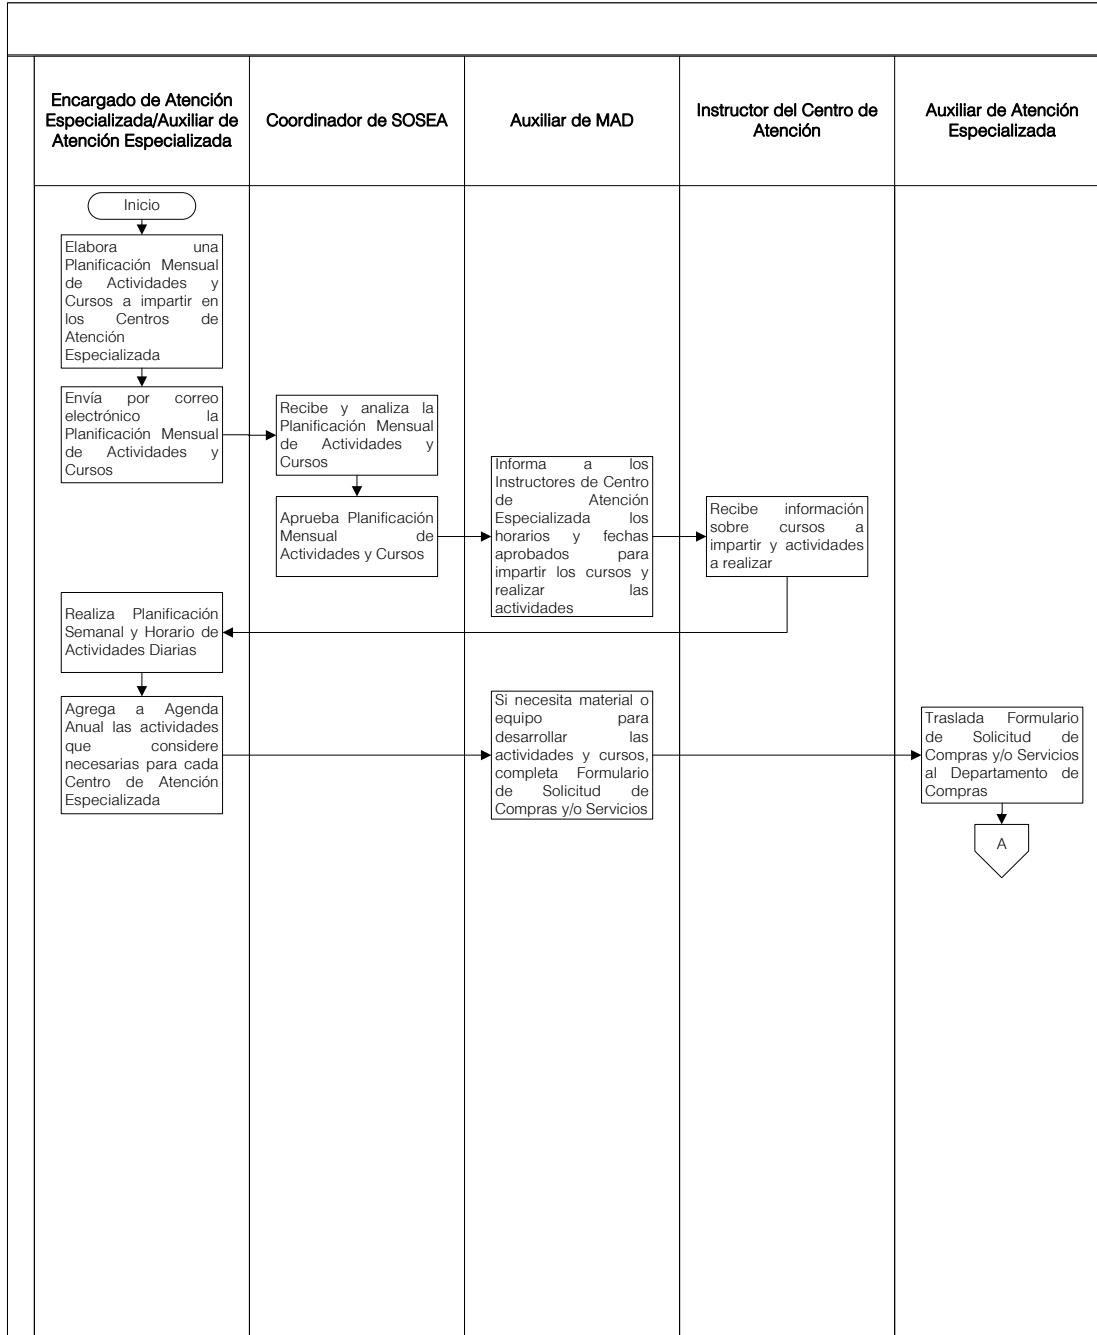 Encargado de Atención
Especializada/Auxiliar de
Atención Especializada
Coordinador de SOSEA
Auxiliar de MAD
Instructor del Centro de
Atención
Auxiliar de Atención
Especializada
Inicio
Elabora una
Planificación Mensual
de Actividades y
Cursos a impartir en
los Centros de
Atención
Especializada
Envía por correo
electrónico la
Planificación Mensual
de Actividades y
Cursos
Recibe y analiza la
Planificación Mensual
de Actividades y
Cursos
Aprueba Planificación
Mensual de
Actividades y Cursos
Informa a los
Instructores de Centro
de Atención
Especializada los
horarios y fechas
aprobados para
impartir los cursos y
realizar las
actividades
Recibe información
sobre cursos a
impartir y actividades
a realizar
Realiza Planificación
Semanal y Horario de
Actividades Diarias
Agrega a Agenda
Anual las actividades
que considere
necesarias para cada
Centro de Atención
Especializada
Si necesita material o
equipo para
desarrollar las
actividades y cursos,
completa Formulario
de Solicitud de
Compras y/o Servicios
Traslada Formulario
de Solicitud de
Compras y/o Servicios
al Departamento de
Compras
A